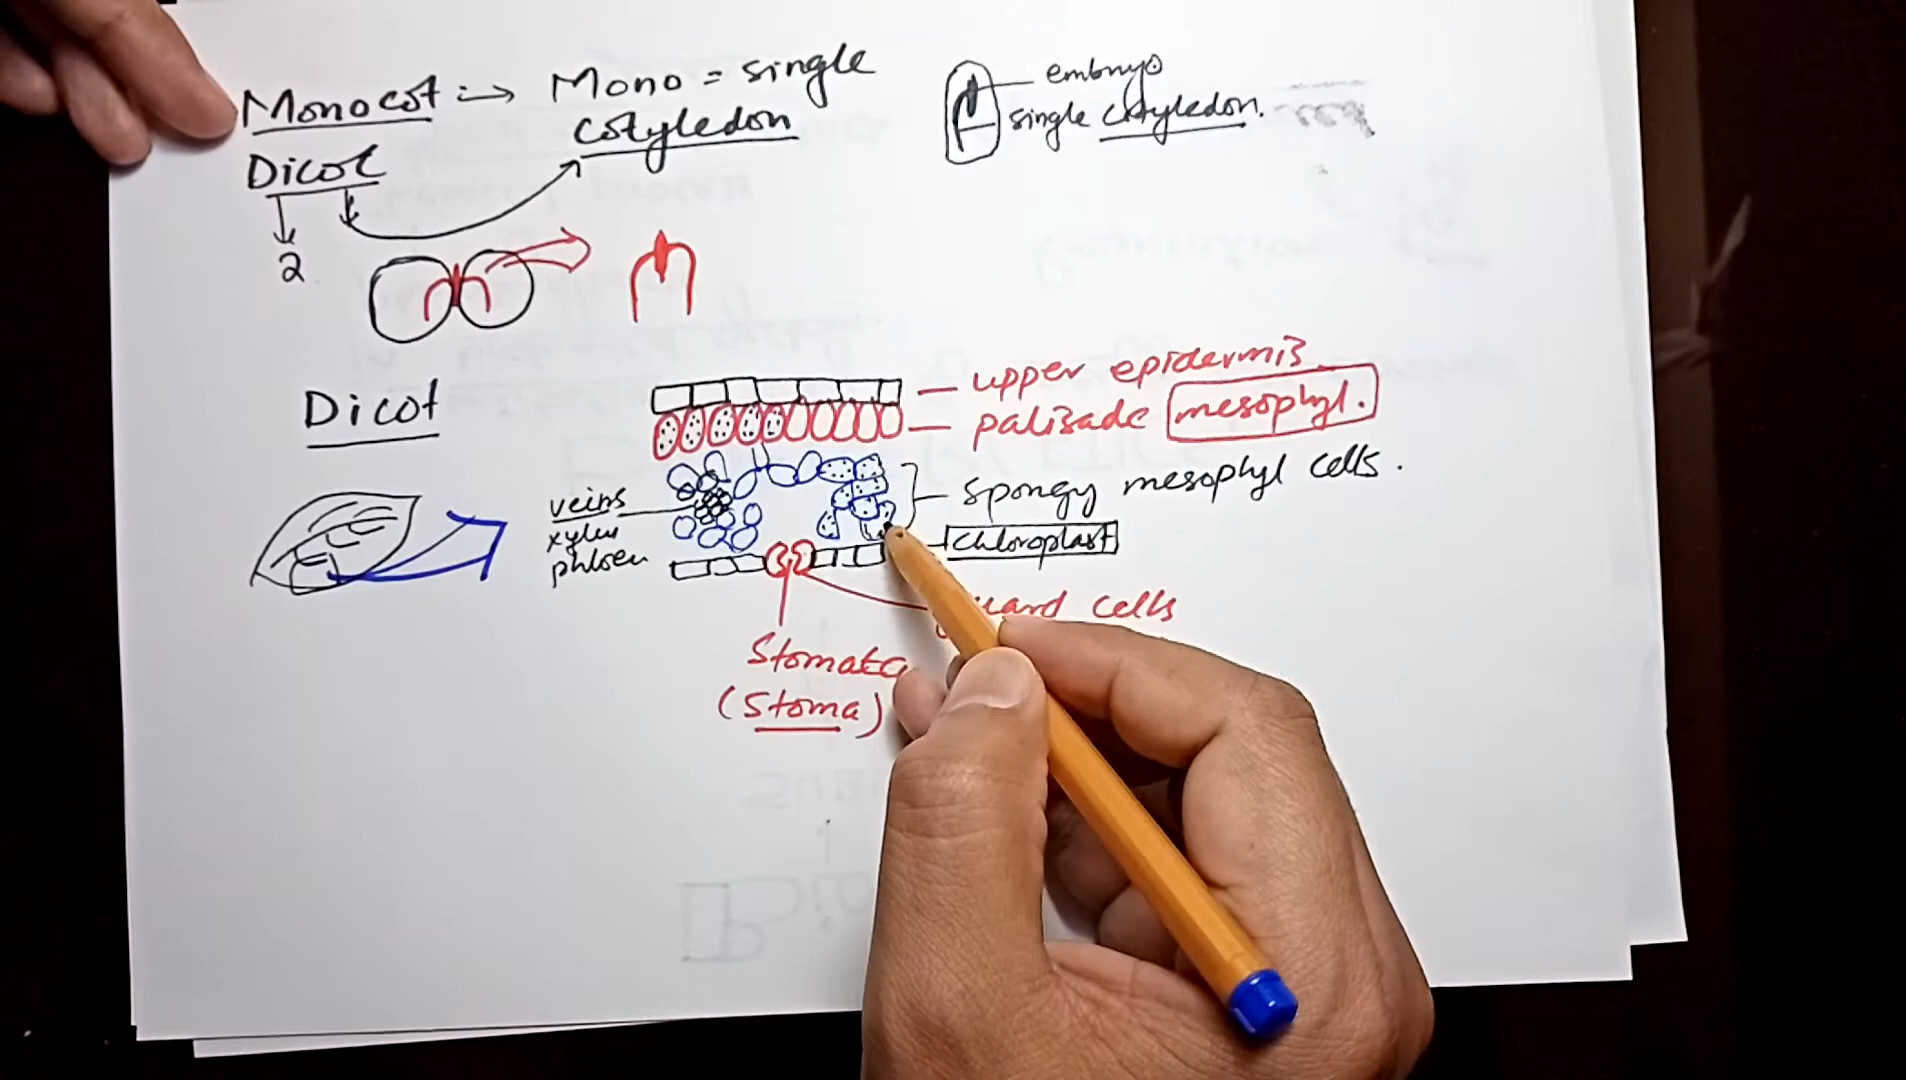 Monocot :→ Mono = single
cotyledon
Dicot
2
embryo
single cotyledon.
Dicot
upper epidermis
palisade mesophyl.
spongy mesophyl cells.
veins
xylem
phloem
chloroplast
guard cells
Stomata
(Stoma)